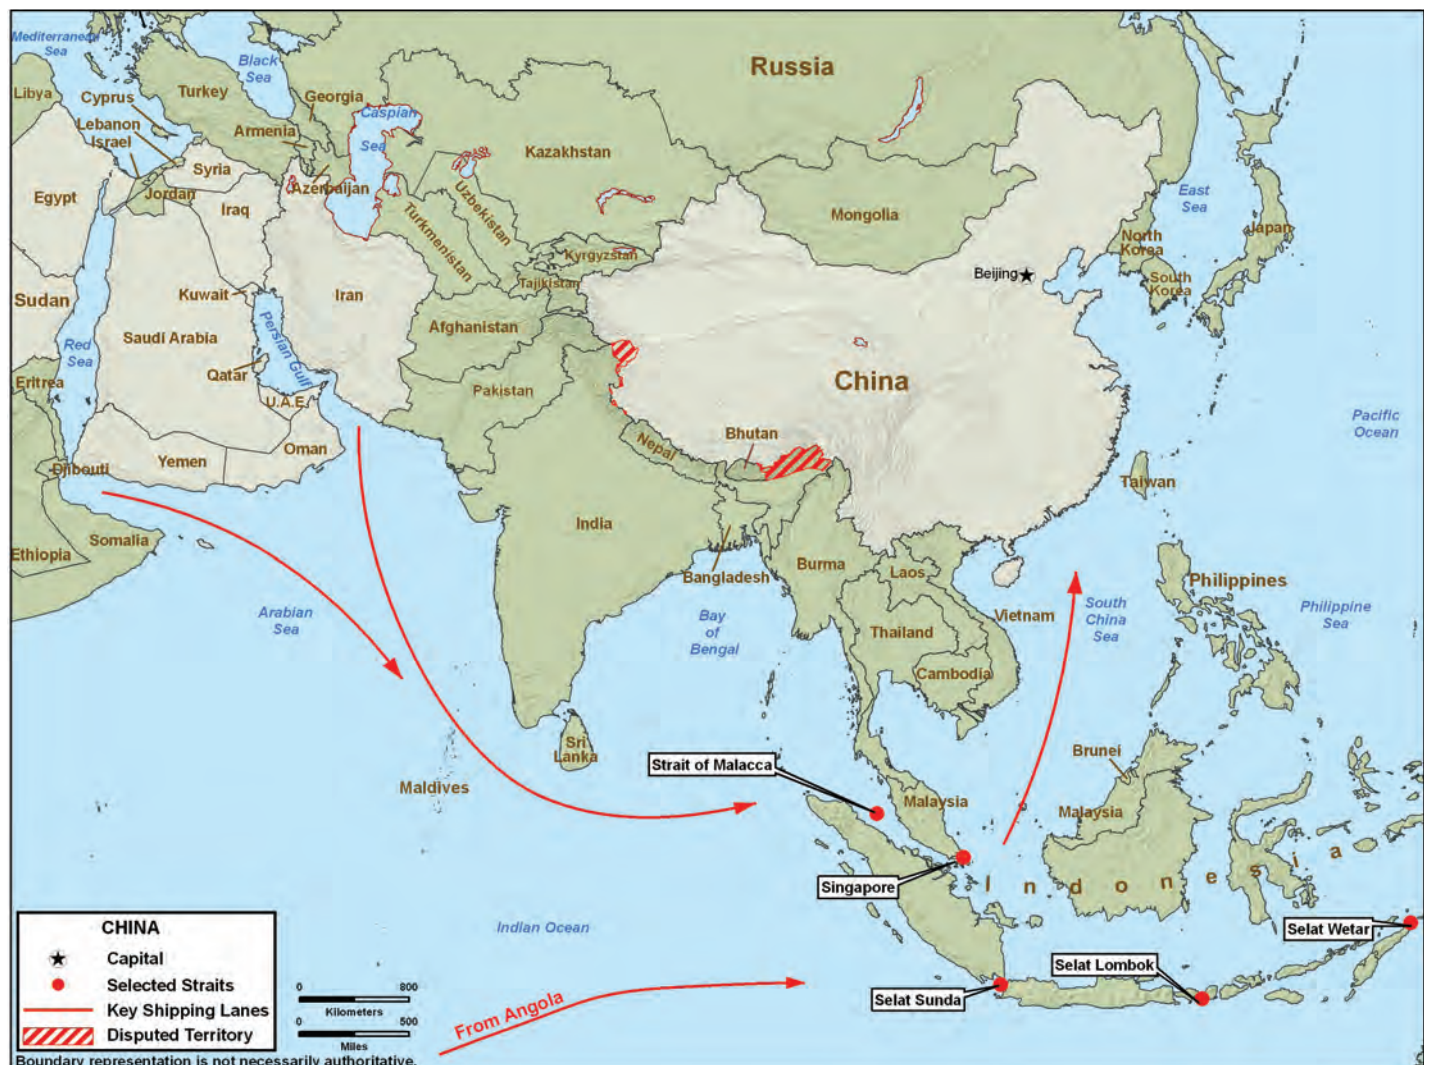 Mediterranean
Sea
Black
Sea
Russia
Libya
Cyprus
Turkey
Georgia
Caspian
Sea
Lebanon
Israel
Armenia
Kazakhstan
Syria
Azerbaijan
Egypt
Jordan
Iraq
Uzbekistan
Turkmenistan
Mongolia
East
Sea
Japan
North
Korea
South
Korea
Kyrgyzstan
Tajikistan
Beijing
Sudan
Kuwait
Iran
Afghanistan
Saudi Arabia
Persian Gulf
Red
Sea
Qatar
Eritrea
U.A.E.
Pakistan
China
Pacific
Ocean
Oman
Yemen
Djibouti
Nepal
Bhutan
Taiwan
India
Somalia
Ethiopia
Bangladesh
Burma
Laos
Philippines
Arabian
Sea
Bay
of
Bengal
Vietnam
South
China
Sea
Philippine
Sea
Thailand
Cambodia
Sri
Lanka
Strait of Malacca
Brunei
Maldives
Malaysia
Malaysia
Singapore
Indonesia
Indian Ocean
Selat Wetar
Selat Lombok
Selat Sunda
From Angola
CHINA
Capital
Selected Straits
Key Shipping Lanes
Disputed Territory
0 800
Kilometers
0 500
Miles
Boundary representation is not necessarily authoritative.